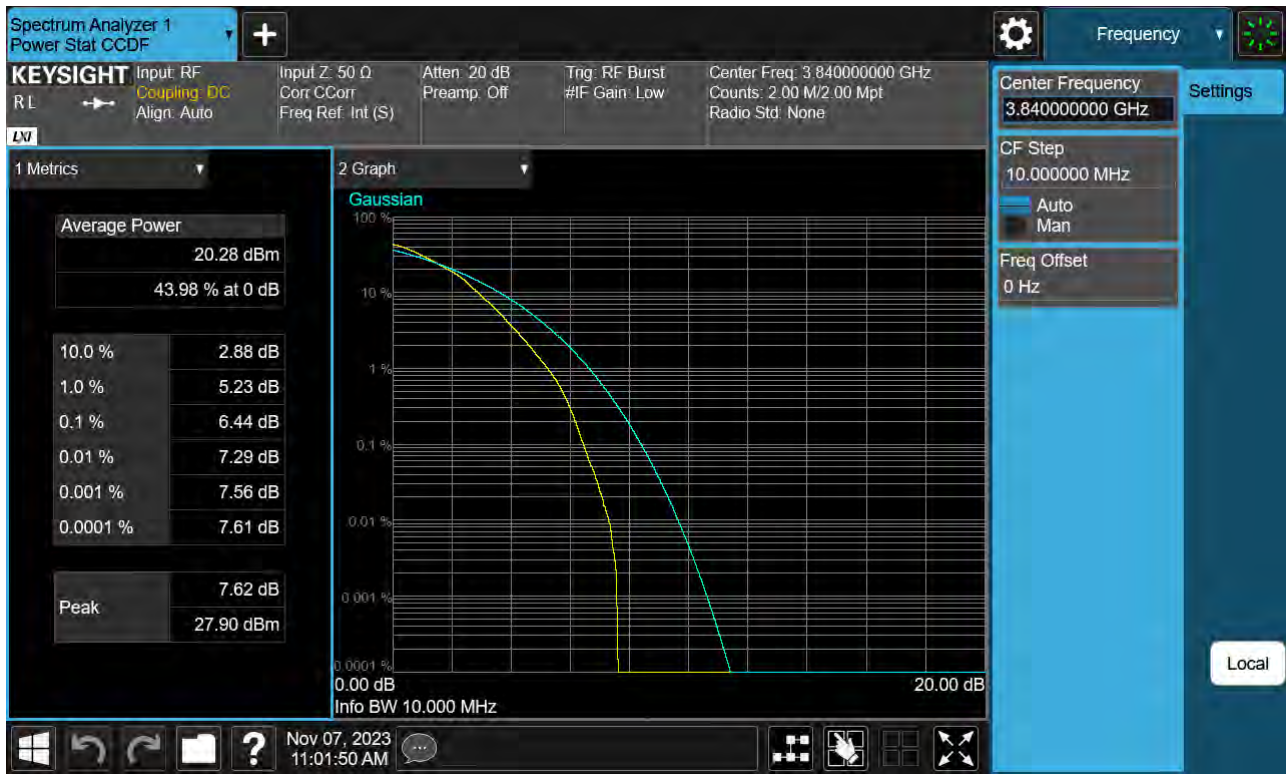 Spectrum Analyzer 1
Power Stat CCDF
+
Frequency
KEYSIGHT
RL
LXI
Input: RF
Coupling: DC
Align: Auto
Input Z: 50 Ω
Corr CCorr
Freq Ref: Int (S)
Atten: 20 dB
Preamp: Off
Trig: RF Burst
#IF Gain: Low
Center Freq: 3.840000000 GHz
Counts: 2.00 M/2.00 Mpt
Radio Std: None
Center Frequency
3.840000000 GHz
Settings
CF Step
10.000000 MHz
Auto
Man
Freq Offset
0 Hz
1 Metrics
Average Power
20.28 dBm
43.98 % at 0 dB
10.0 % 2.88 dB
1.0 % 5.23 dB
0.1 % 6.44 dB
0.01 % 7.29 dB
0.001 % 7.56 dB
0.0001 % 7.61 dB
Peak
7.62 dB
27.90 dBm
2 Graph
Gaussian
100 %
10 %
1 %
0.1 %
0.01 %
0.001 %
0.0001 %
0.00 dB 20.00 dB
Info BW 10.000 MHz
Local
?
Nov 07, 2023
11:01:50 AM